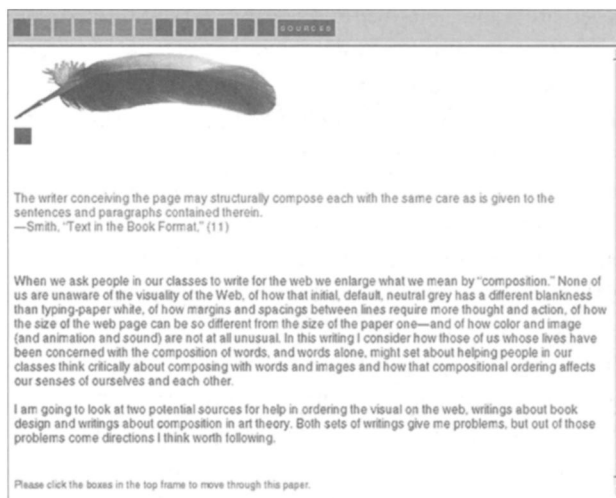 SOURCES
The writer conceiving the page may structurally compose each with the same care as is given to the
sentences and paragraphs contained therein.
—Smith, “Text in the Book Format,” (11)
When we ask people in our classes to write for the web we enlarge what we mean by “composition.” None of
us are unaware of the visuality of the Web, of how that initial, default, neutral grey has a different blankness
than typing-paper white, of how margins and spacings between lines require more thought and action, of how
the size of the web page can be so different from the size of the paper one—and of how color and image
(and animation and sound) are not at all unusual. In this writing I consider how those of us whose lives have
been concerned with the composition of words, and words alone, might set about helping people in our
classes think critically about composing with words and images and how that compositional ordering affects
our senses of ourselves and each other.
I am going to look at two potential sources for help in ordering the visual on the web, writings about book
design and writings about composition in art theory. Both sets of writings give me problems, but out of those
problems come directions I think worth following.
Please click the boxes in the top frame to move through this paper.